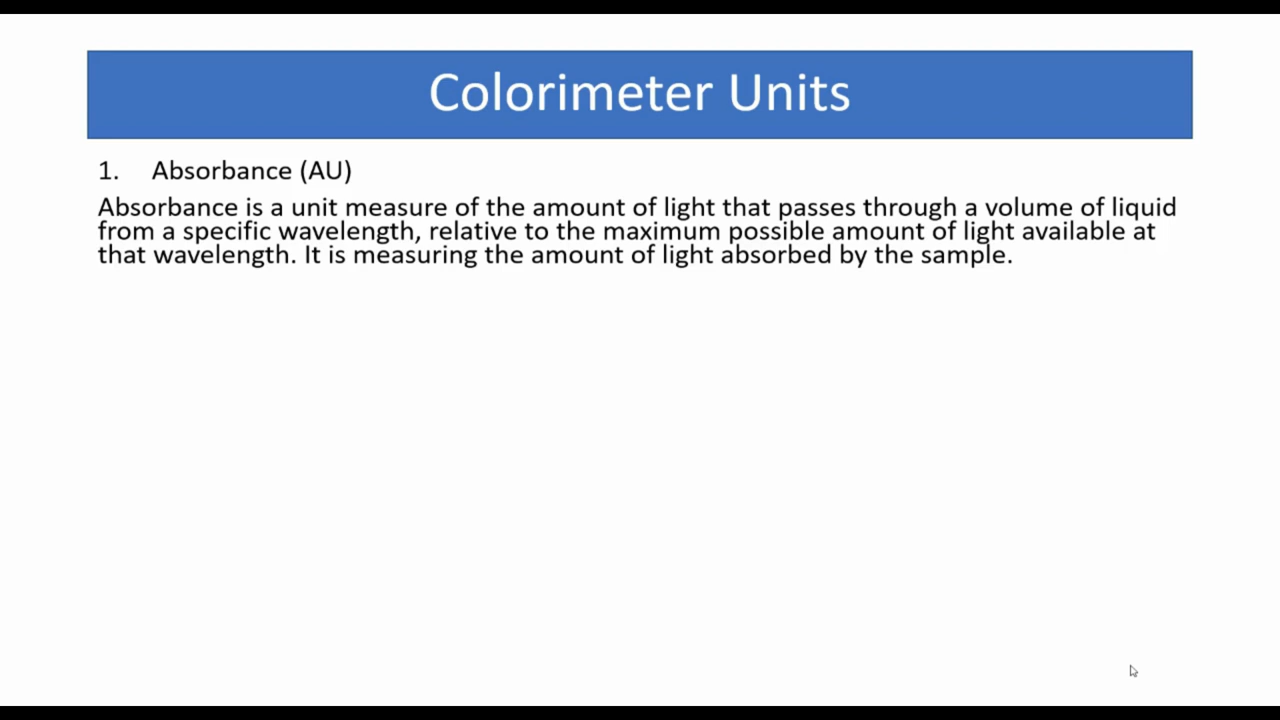 Colorimeter Units
1. Absorbance (AU)
Absorbance is a unit measure of the amount of light that passes through a volume of liquid
from a specific wavelength, relative to the maximum possible amount of light available at
that wavelength. It is measuring the amount of light absorbed by the sample.